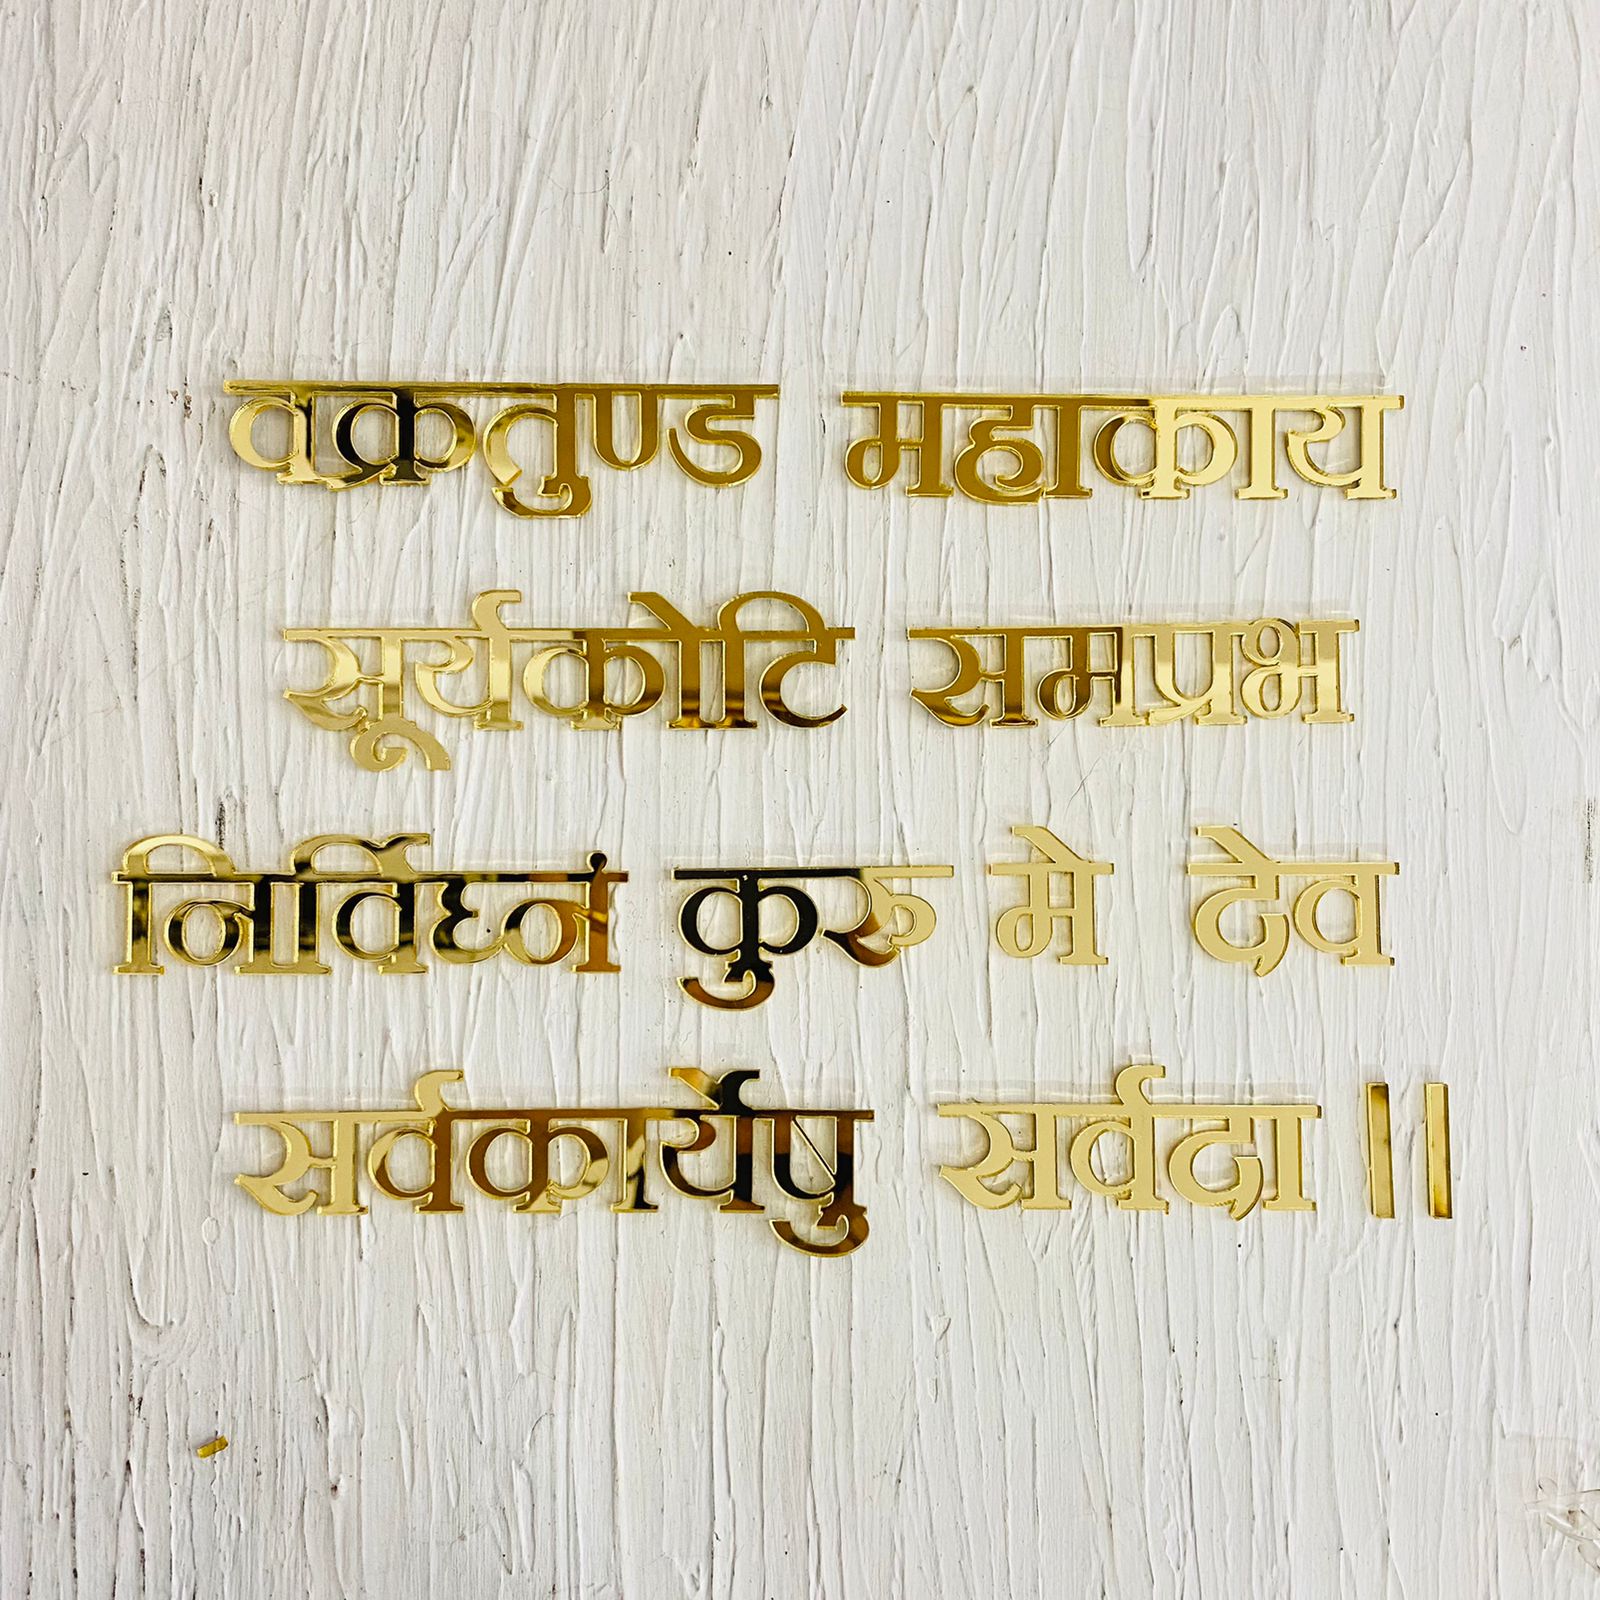 वक्रतुण्ड महाकाय
सूर्यकोटि समप्रभ
निर्विघ्नं कुरु मे देव
सर्वकार्येषु सर्वदा ||